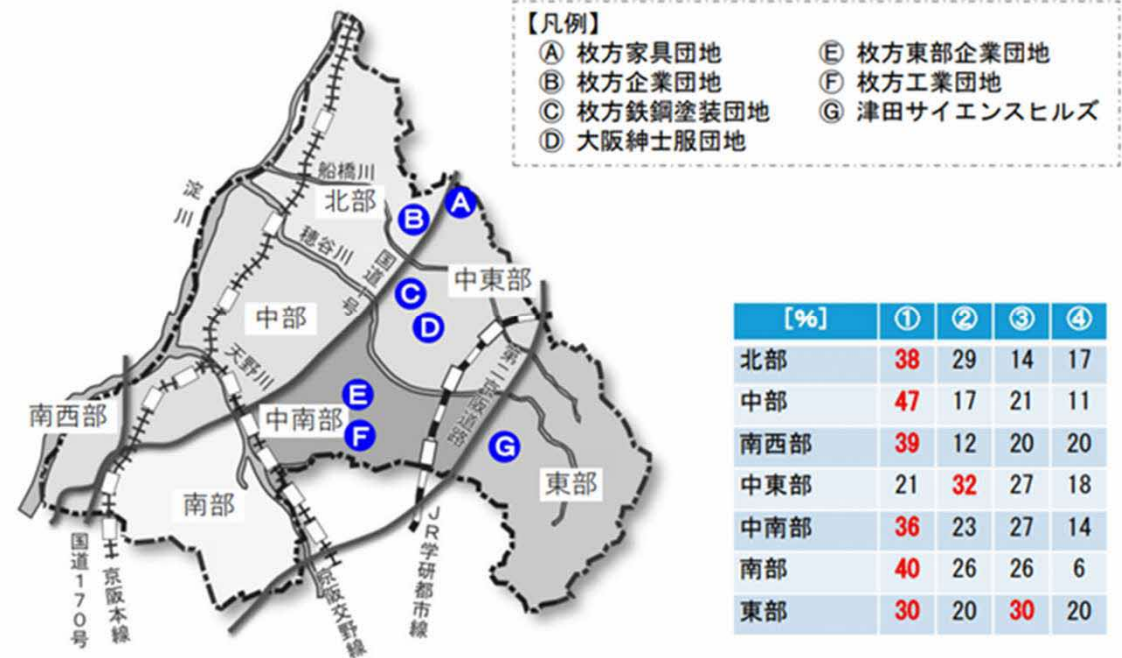 【凡例】
Ⓐ 枚方家具団地
Ⓑ 枚方企業団地
Ⓒ 枚方鉄鋼塗装団地
Ⓓ 大阪紳士服団地
Ⓔ 枚方東部企業団地
Ⓕ 枚方工業団地
Ⓖ 津田サイエンスヒルズ
淀川
船橋川
北部
A
B
穂谷川
国道1号
中東部
C
D
中部
天野川
第二京阪道路
南西部
中南部
E
F
G
東部
南部
国道170号
京阪本線
京阪交野線
JR学研都市線
[%] ① ② ③ ④
北部 38 29 14 17
中部 47 17 21 11
南西部 39 12 20 20
中東部 21 32 27 18
中南部 36 23 27 14
南部 40 26 26 6
東部 30 20 30 20